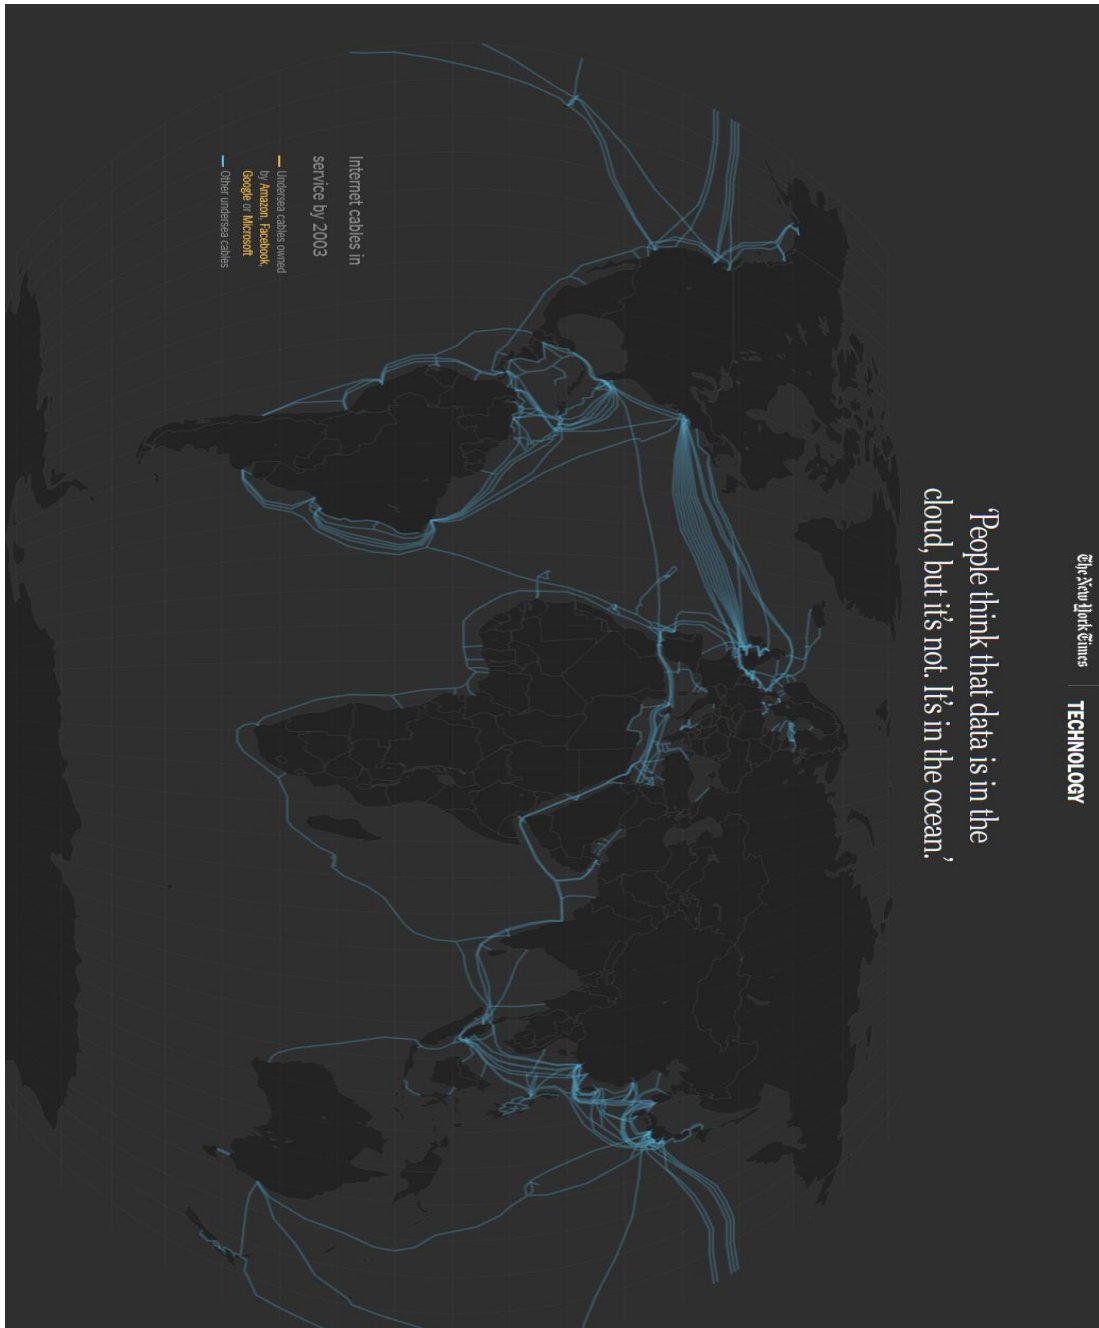 The New York Times
TECHNOLOGY
‘People think that data is in the
cloud, but it’s not. It’s in the ocean.’
Internet cables in
service by 2003
Undersea cables owned
by Amazon, Facebook,
Google or Microsoft
Other undersea cables